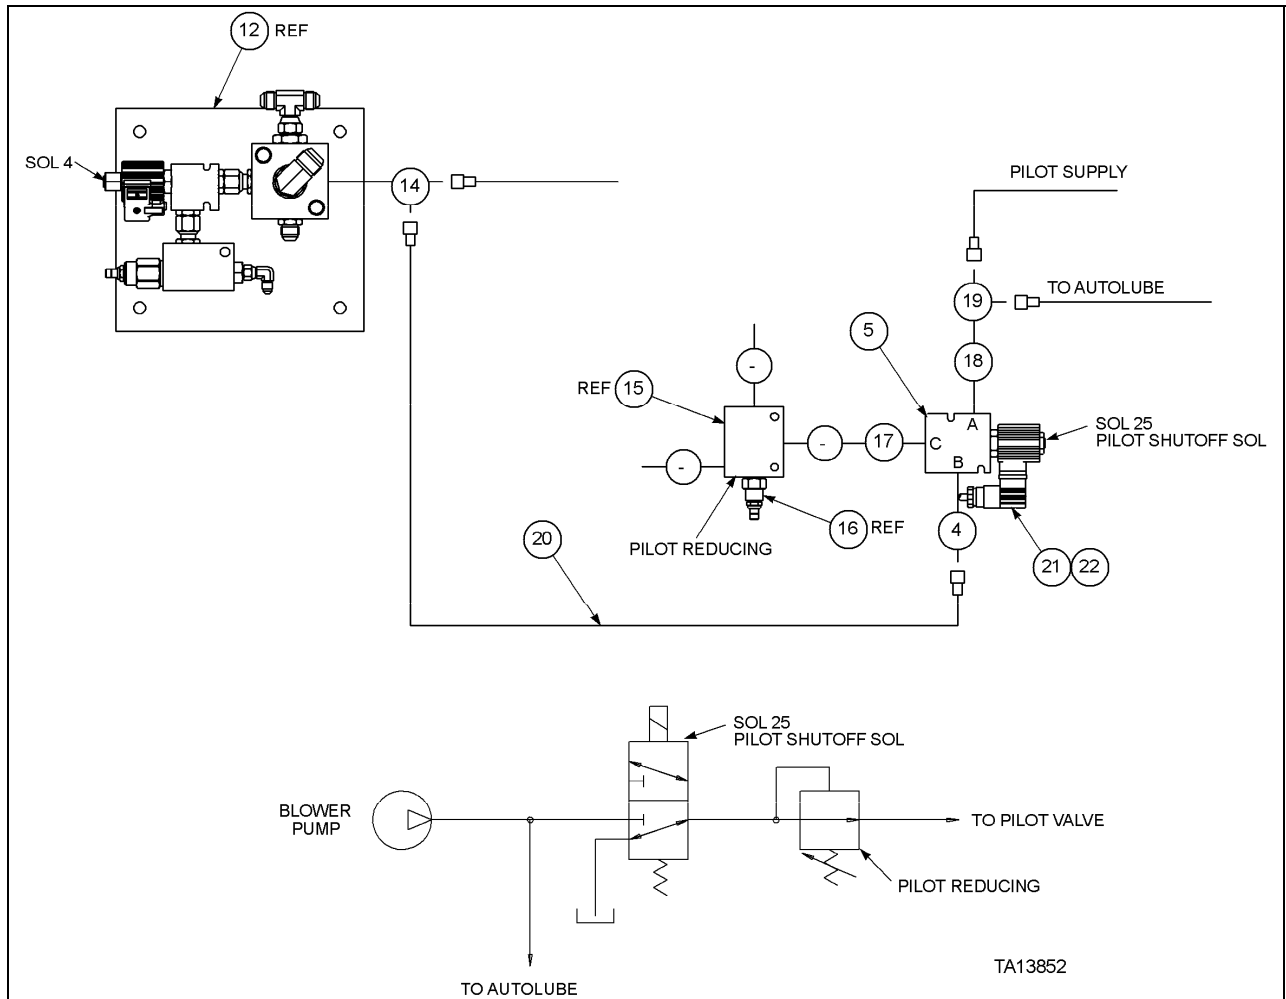 12 REF
SOL 4
14
PILOT SUPPLY
19
TO AUTOLUBE
5
18
-
REF 15
A
SOL 25
PILOT SHUTOFF SOL
C
-
17
B
-
16 REF
4
PILOT REDUCING
20
21 22
SOL 25
PILOT SHUTOFF SOL
BLOWER
PUMP
TO PILOT VALVE
PILOT REDUCING
TA13852
TO AUTOLUBE